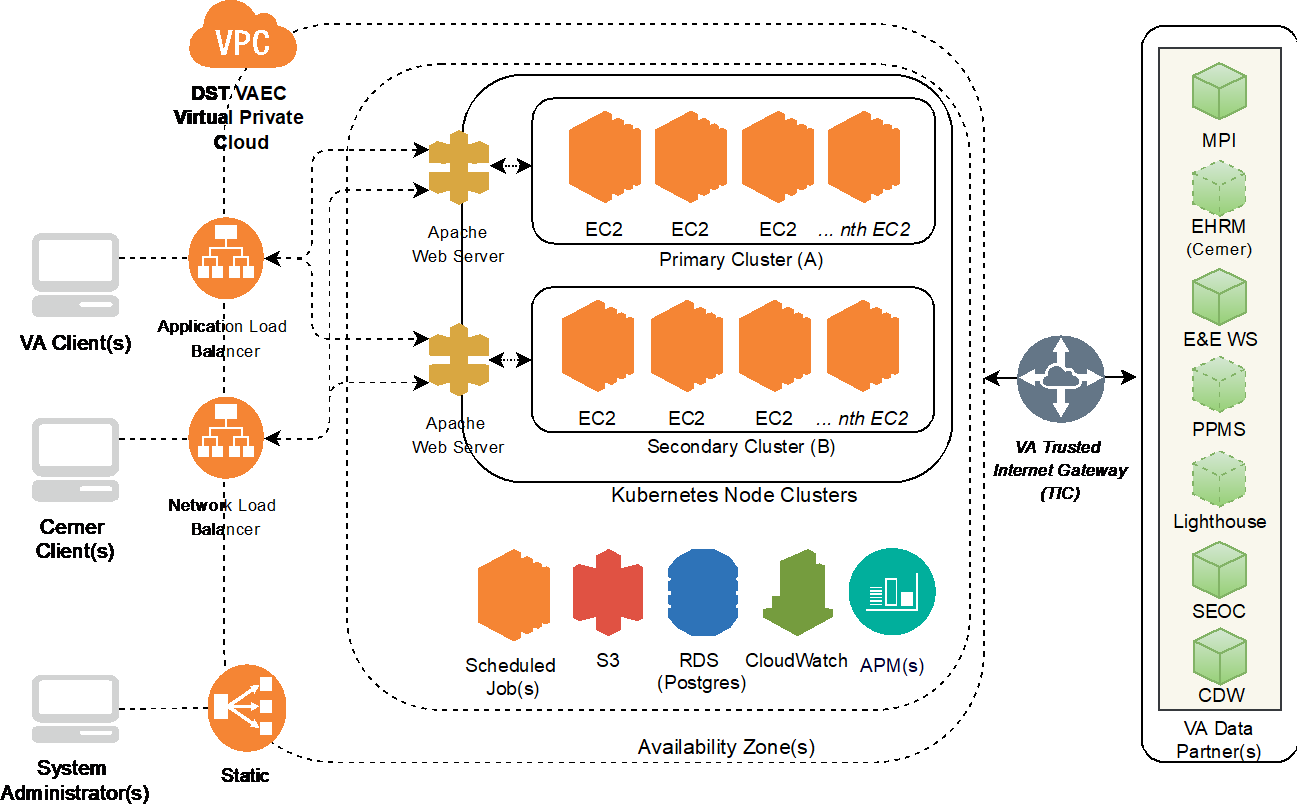 VPC
DST VAEC
Virtual Private
Cloud
VA Client(s)
Application Load
Balancer
Cerner
Client(s)
Network Load
Balancer
System
Administrator(s)
Static
Apache
Web Server
EC2
EC2
EC2
... nth EC2
Primary Cluster (A)
Apache
Web Server
EC2
EC2
EC2
... nth EC2
Secondary Cluster (B)
Kubernetes Node Clusters
Scheduled
Job(s)
S3
RDS
(Postgres)
CloudWatch
APM(s)
Availability Zone(s)
VA Trusted
Internet Gateway
(TIC)
MPI
EHRM
(Cerner)
E&E WS
PPMS
Lighthouse
SEOC
CDW
VA Data
Partner(s)